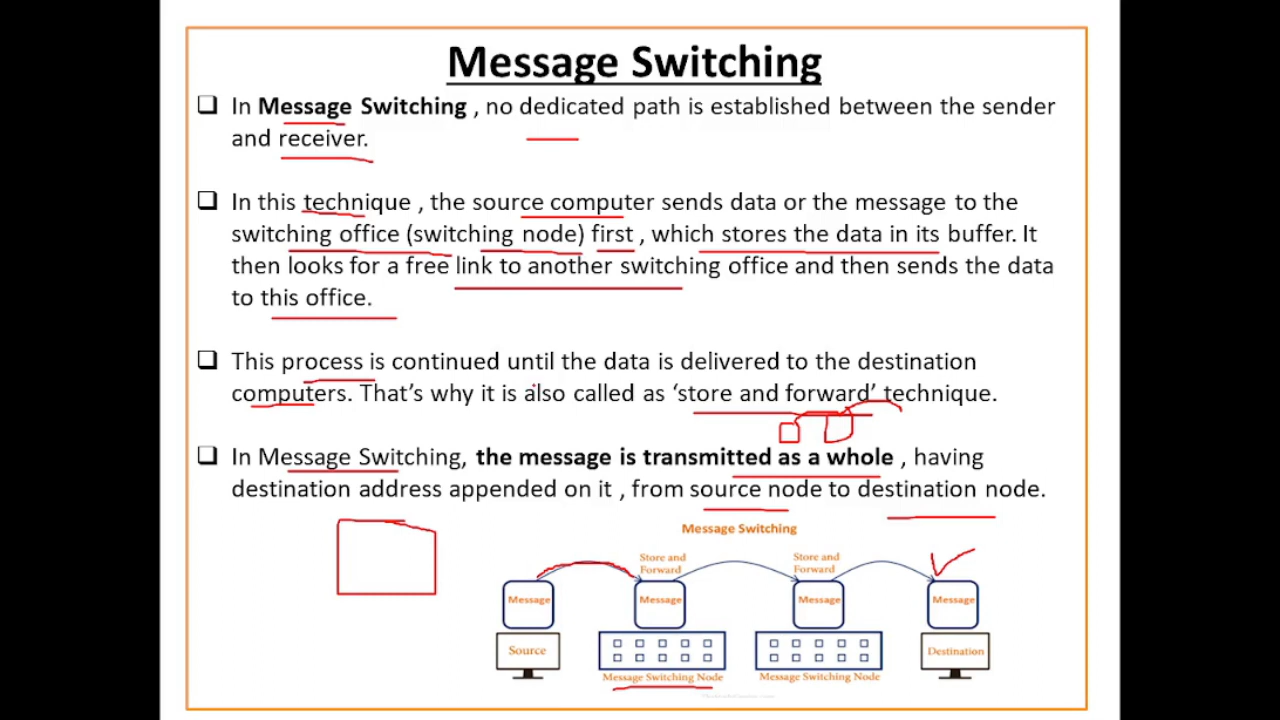 Message Switching
In Message Switching , no dedicated path is established between the sender
and receiver.
In this technique , the source computer sends data or the message to the
switching office (switching node) first , which stores the data in its buffer. It
then looks for a free link to another switching office and then sends the data
to this office.
This process is continued until the data is delivered to the destination
computers. That’s why it is also called as ‘store and forward’ technique.
In Message Switching, the message is transmitted as a whole , having
destination address appended on it , from source node to destination node.
Message Switching
Store and
Forward
Store and
Forward
Message
Message
Message
Message
Source
Destination
Message Switching Node
Message Switching Node